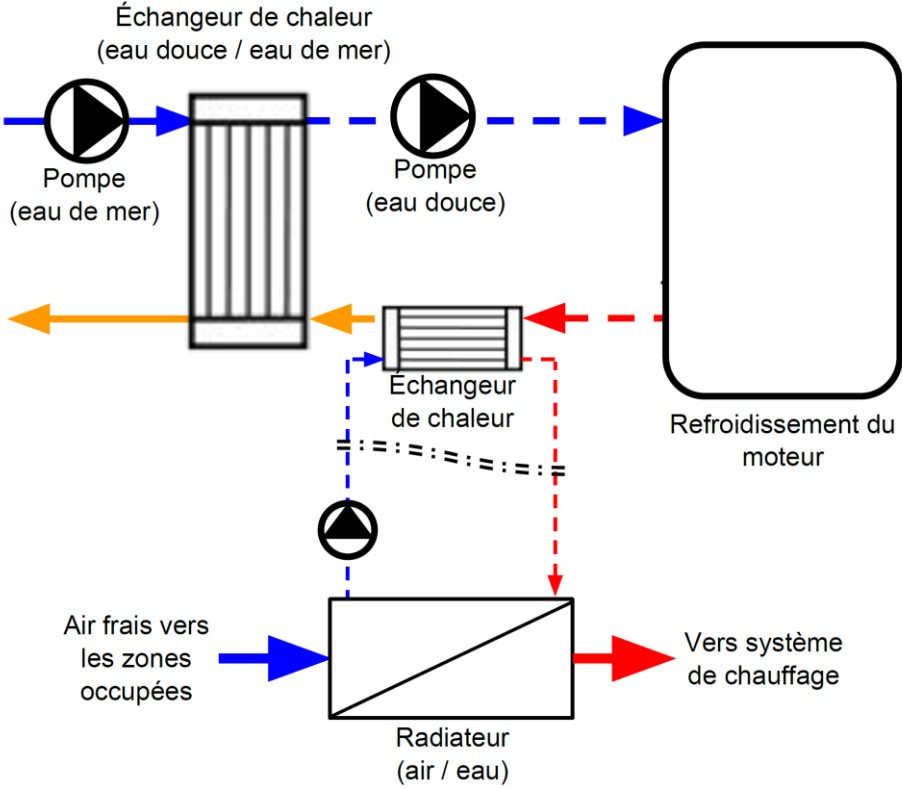 Échangeur de chaleur
(eau douce / eau de mer)
Pompe
(eau de mer)
Pompe
(eau douce)
Échangeur
de chaleur
Refroidissement du
moteur
Air frais vers
les zones
occupées
Vers système
de chauffage
Radiateur
(air / eau)